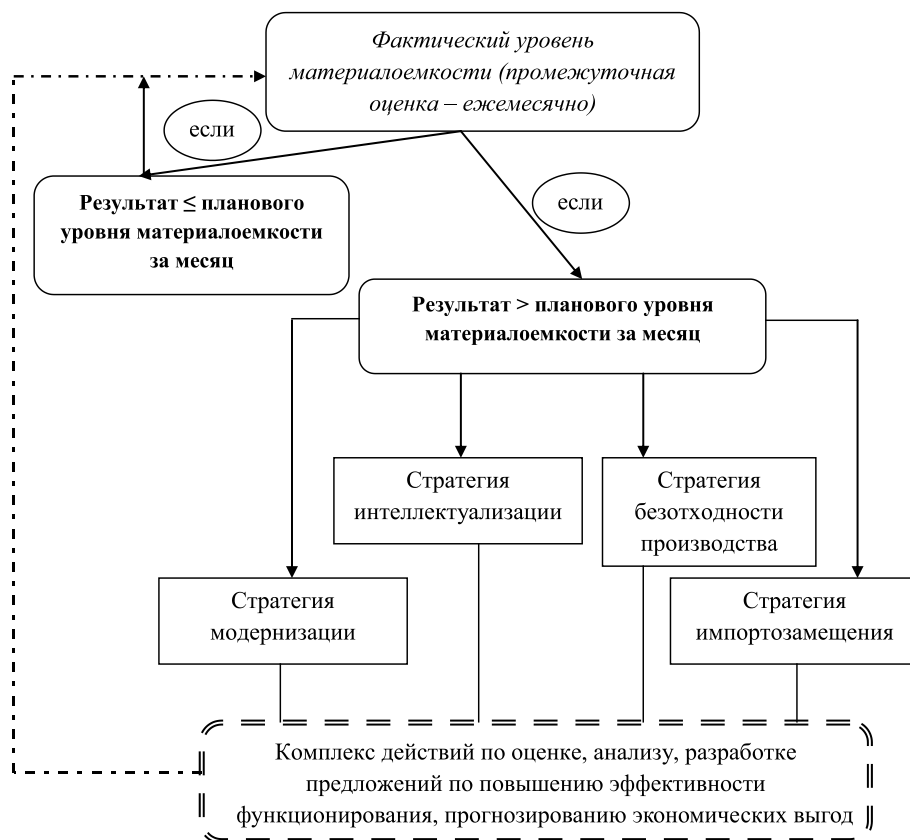 Фактический уровень
материалоемкости (промежуточная
оценка – ежемесячно)
если
Результат ≤ планового
уровня материалоемкости
за месяц
если
Результат > планового уровня
материалоемкости за месяц
Стратегия
интеллектуализации
Стратегия
безотходности
производства
Стратегия
модернизации
Стратегия
импортозамещения
Комплекс действий по оценке, анализу, разработке
предложений по повышению эффективности
функционирования, прогнозированию экономических выгод